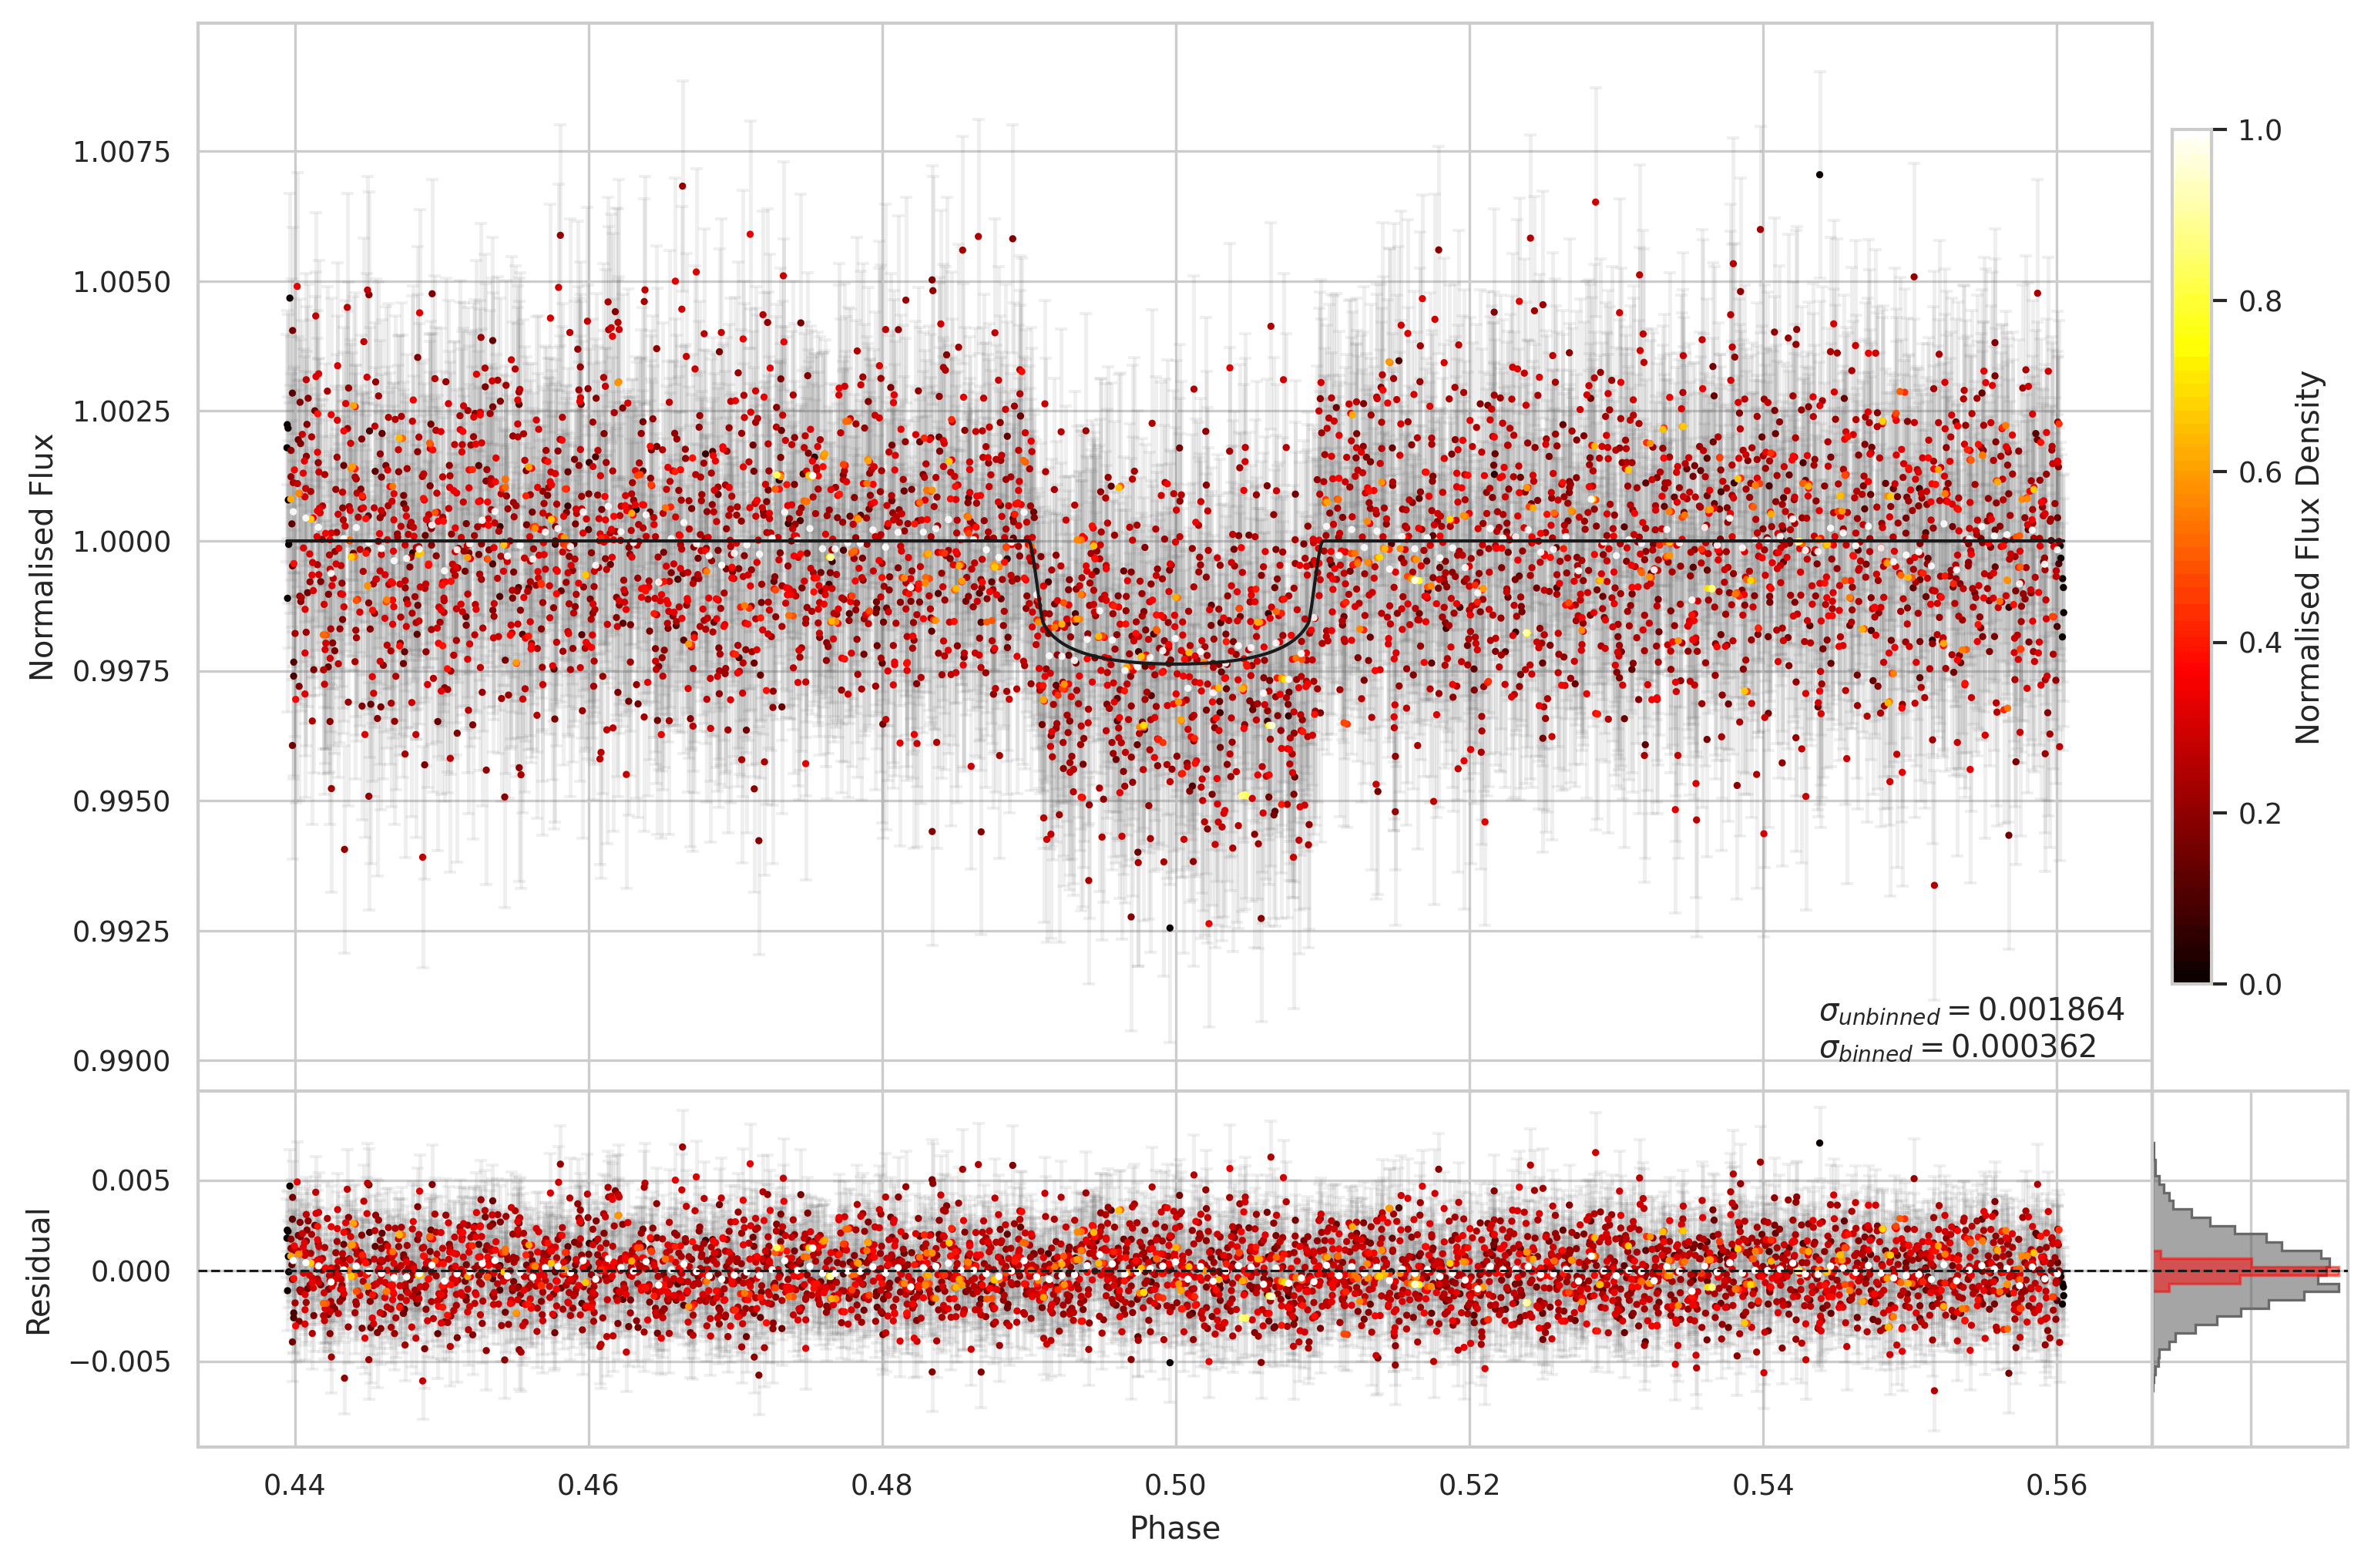 1.0075
1.0050
1.0025
1.0000
0.9975
0.9950
0.9925
0.9900
Normalised Flux
σunbinned = 0.001864
σbinned = 0.000362
1.0
0.8
0.6
0.4
0.2
0.0
Normalised Flux Density
0.005
0.000
−0.005
Residual
0.44 0.46 0.48 0.50 0.52 0.54 0.56
Phase